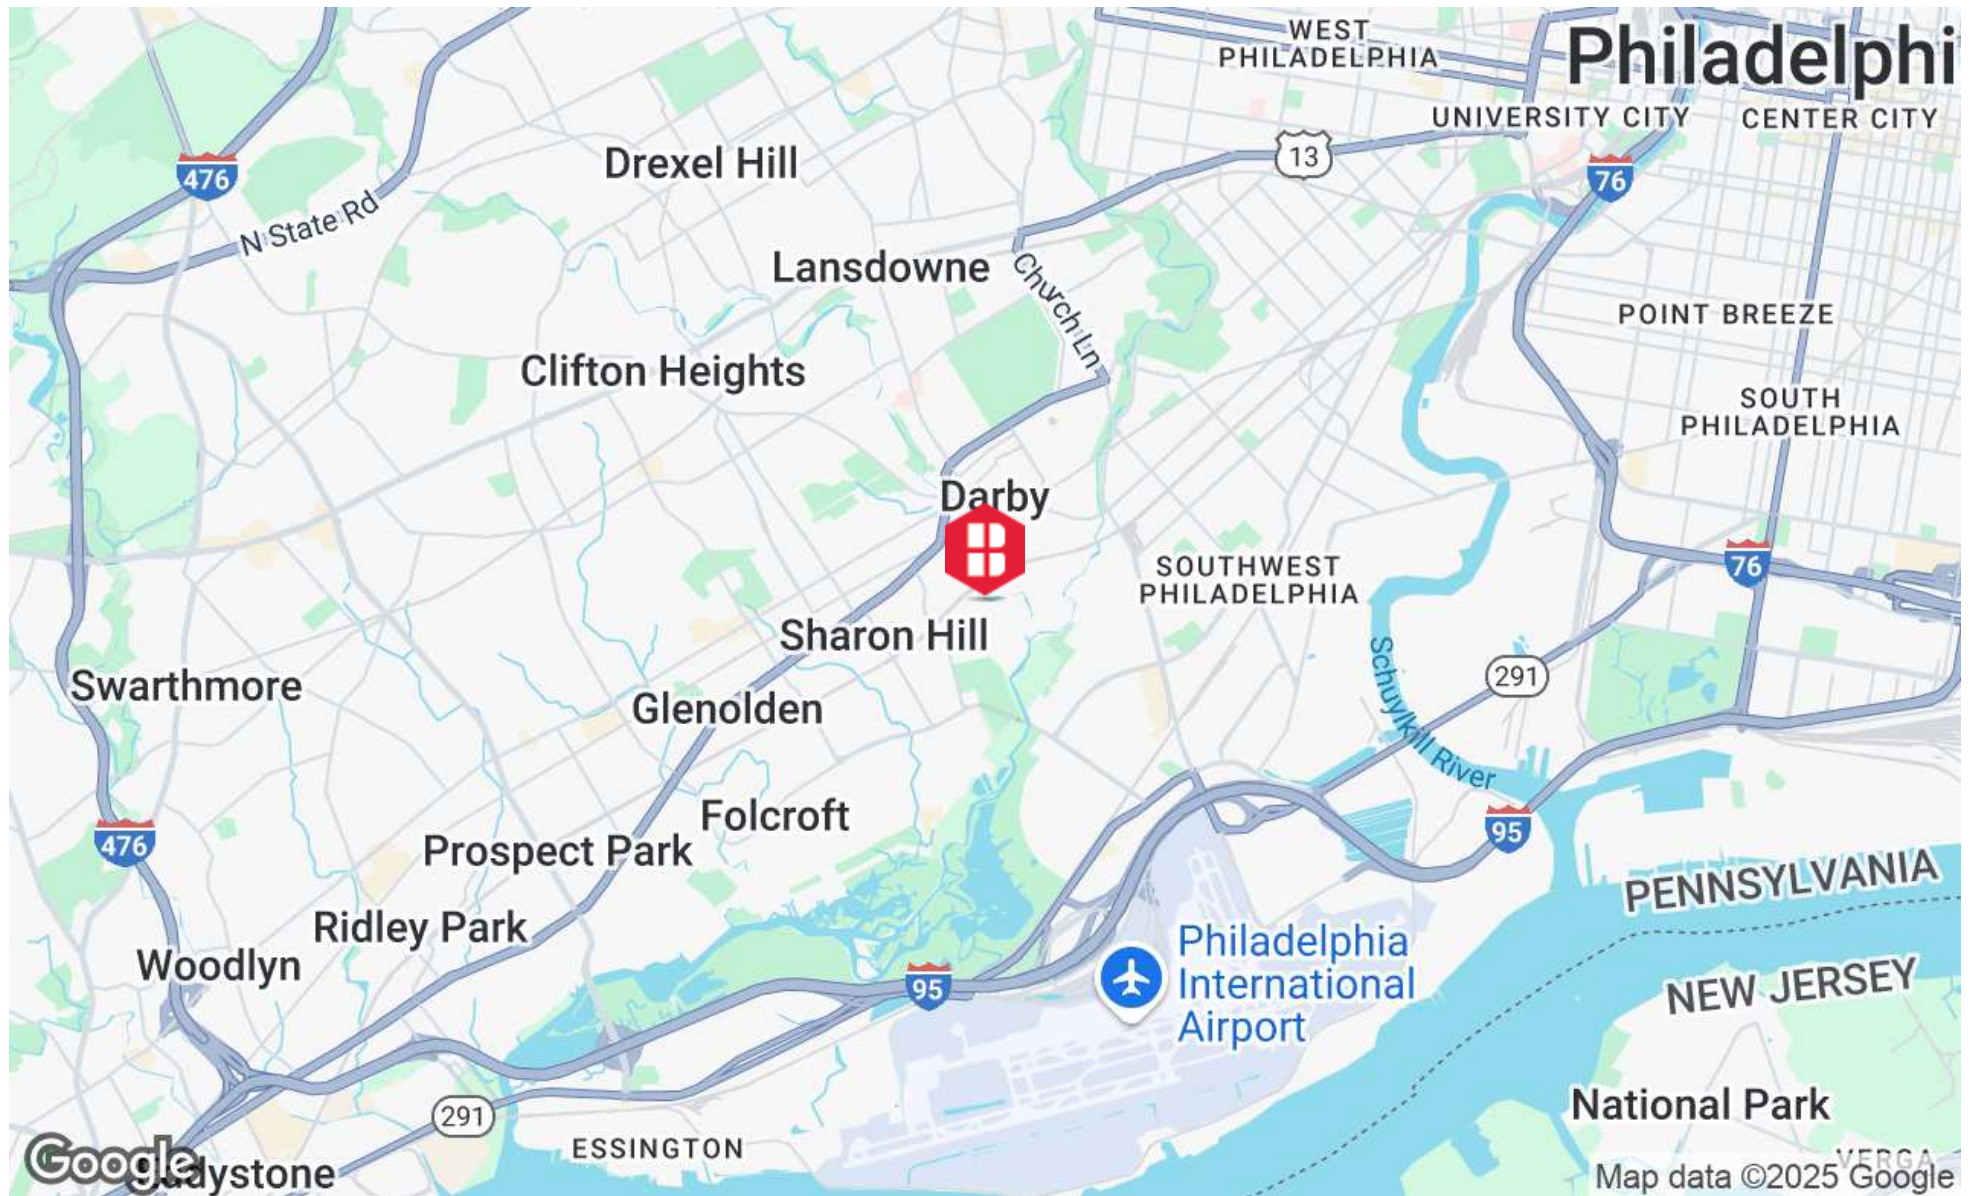 WEST
PHILADELPHIA
Philadelphi
UNIVERSITY CITY
CENTER CITY
Drexel Hill
13
476
76
N State Rd
Lansdowne
Church Ln
POINT BREEZE
Clifton Heights
SOUTH
PHILADELPHIA
Darby
SOUTHWEST
PHILADELPHIA
76
Sharon Hill
Schuylkill River
291
Swarthmore
Glenolden
Folcroft
476
Prospect Park
95
PENNSYLVANIA
Ridley Park
Woodlyn
95
Philadelphia
International
Airport
NEW JERSEY
National Park
291
ESSINGTON
VERGA
Google
dystone
Map data ©2025 Google